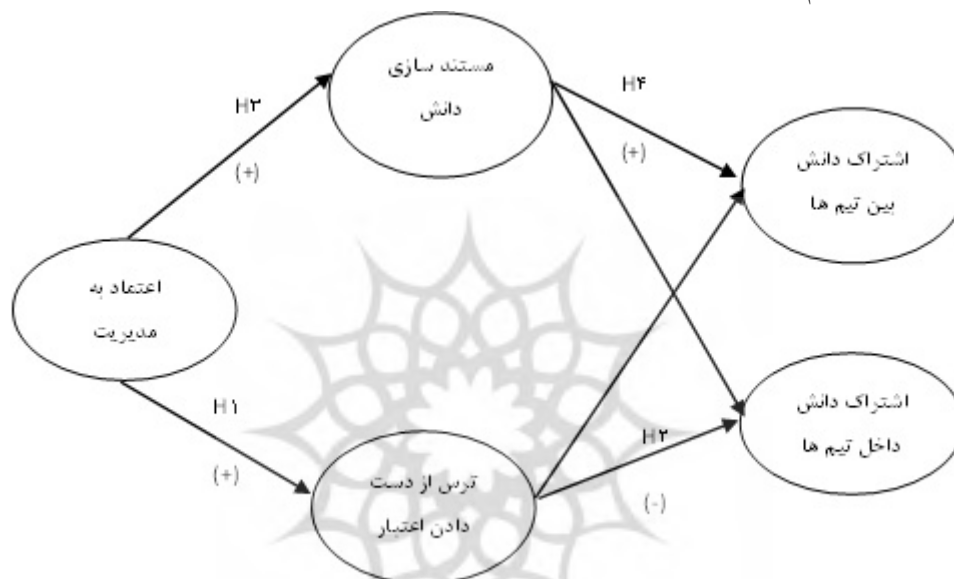 مستند سازی
دانش
H۳
(+)
H۴
(+)
اشتراک دانش
بین تیم ها
اعتماد به
مدیریت
H۱
(+)
ترس از دست
دادن اعتبار
H۲
(-)
اشتراک دانش
داخل تیم ها